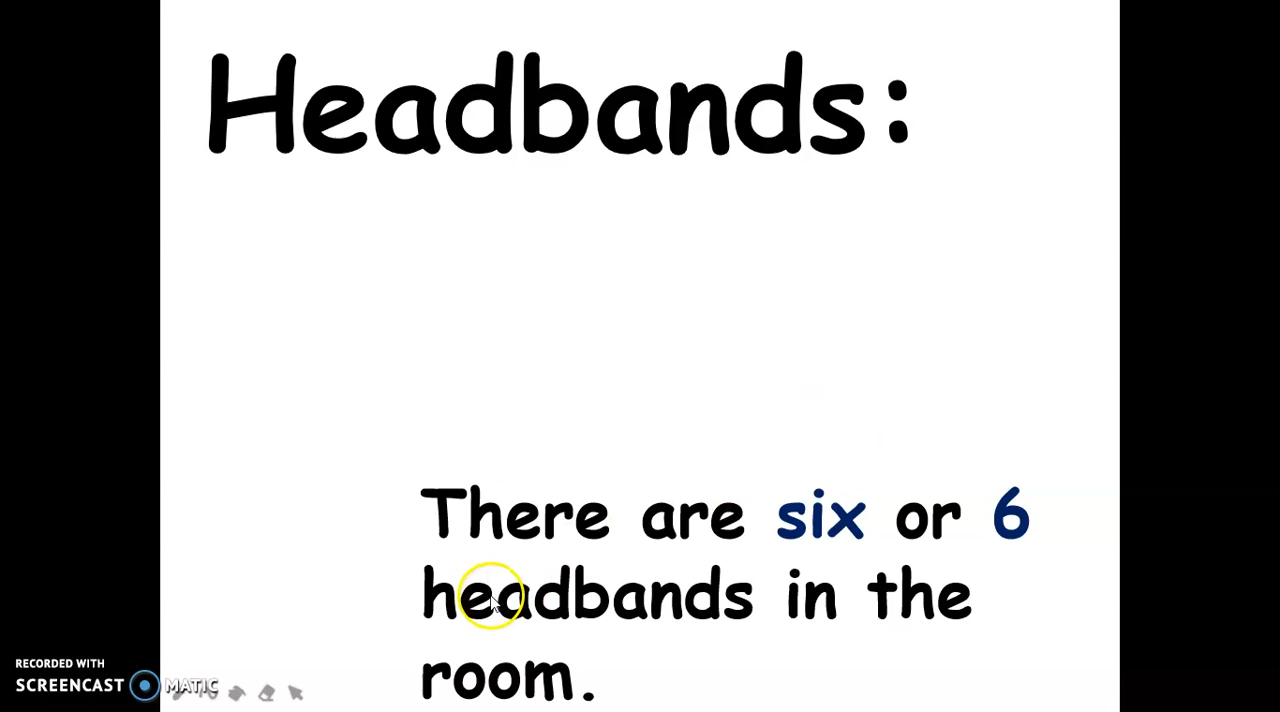 Headbands:
There are six or 6
headbands in the
room.
RECORDED WITH
SCREENCAST MATIC